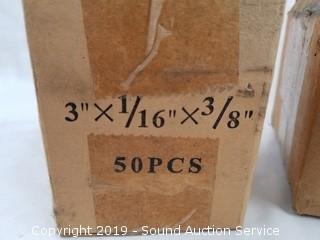 3" × 1/16" × 3/8"
50PCS
Copyright 2019 - Sound Auction Service